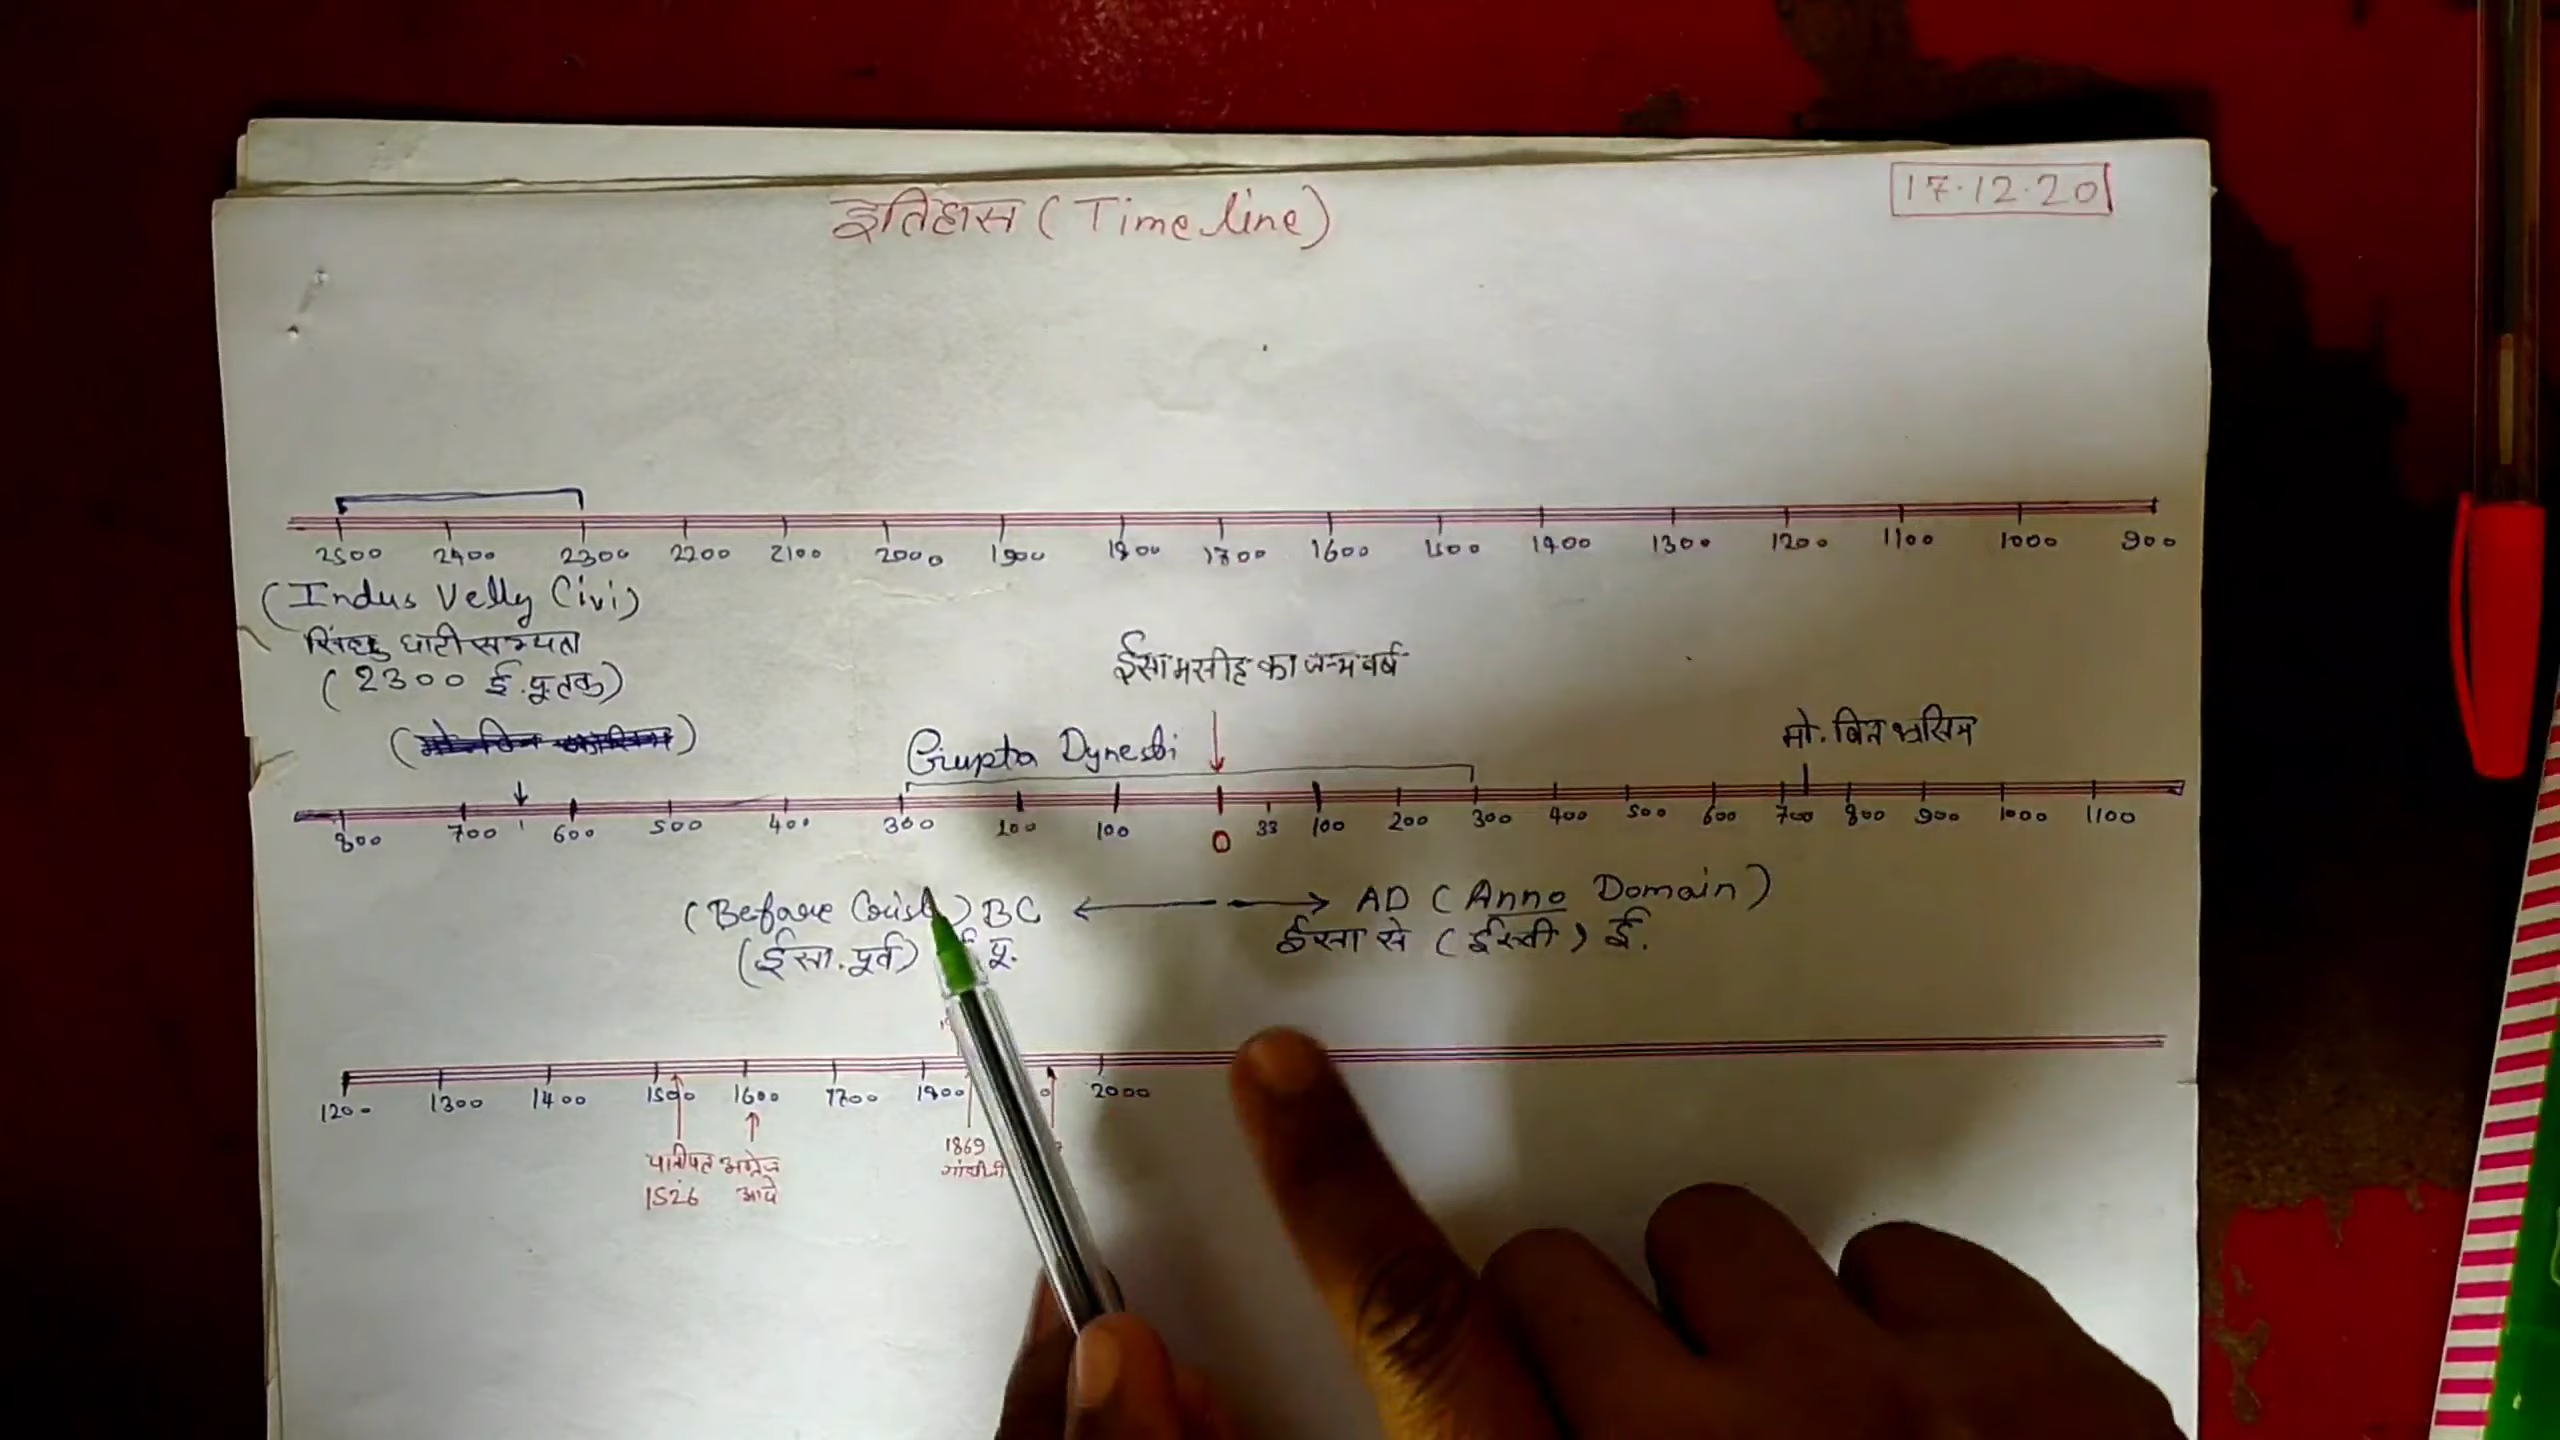 इतिहास (Time line)
17.12.20
2500 2400 2300 2200 2100 2000 1900 1800 1700 1600 1500 1400 1300 1200 1100 1000 900
(Indus Velly Civi)
सिंधु घाटी सभ्यता
(2300 ई.पू तक)
ईसा मसीह का जन्म वर्ष
Gupta
मो. बिन कासिम
800 700 600 500 400 300 200 100 0 33 100 200 300 400 500 600 700 800 900 1000 1100
(Before BC ⟵ ⟶ AD (Anno Domain)
(ईसा. पूर्व) पू. ईसा से (ईस्वी) ई.
1200 1300 1400 1500 1600 1700 1800 2000
पानीपत अंग्रेज 1869
1526 आये गांधीजी